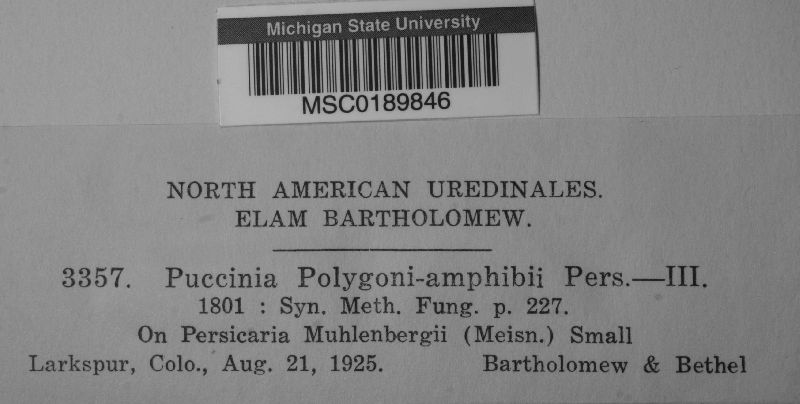 Michigan State University
MSC0189846
NORTH AMERICAN UREDINALES.
ELAM BARTHOLOMEW.
3357. Puccinia Polygoni-amphibii Pers.—III.
1801 : Syn. Meth. Fung. p. 227.
On Persicaria Muhlenbergii (Meisn.) Small
Larkspur, Colo., Aug. 21, 1925. Bartholomew & Bethel